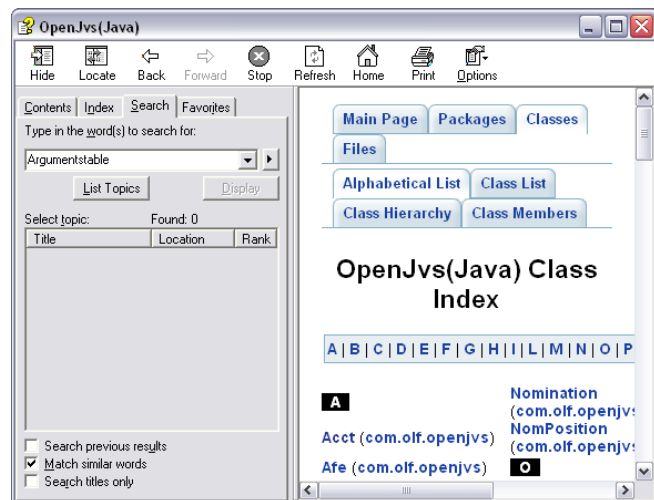 OpenJvs(Java)
Hide Locate Back Forward Stop Refresh Home Print Options
Contents Index Search Favorites
Type in the word(s) to search for:
Argumentstable
List Topics Display
Select topic: Found: 0
Title Location Rank
Search previous results
Match similar words
Search titles only
Main Page Packages Classes
Files
Alphabetical List Class List
Class Hierarchy Class Members
OpenJvs(Java) Class
Index
A | B | C | D | E | F | G | H | I | L | M | N | O | P
A
Acct (com.olf.openjvs)
Afe (com.olf.openjvs)
Nomination
(com.olf.openjvs
NomPosition
(com.olf.openjvs
O